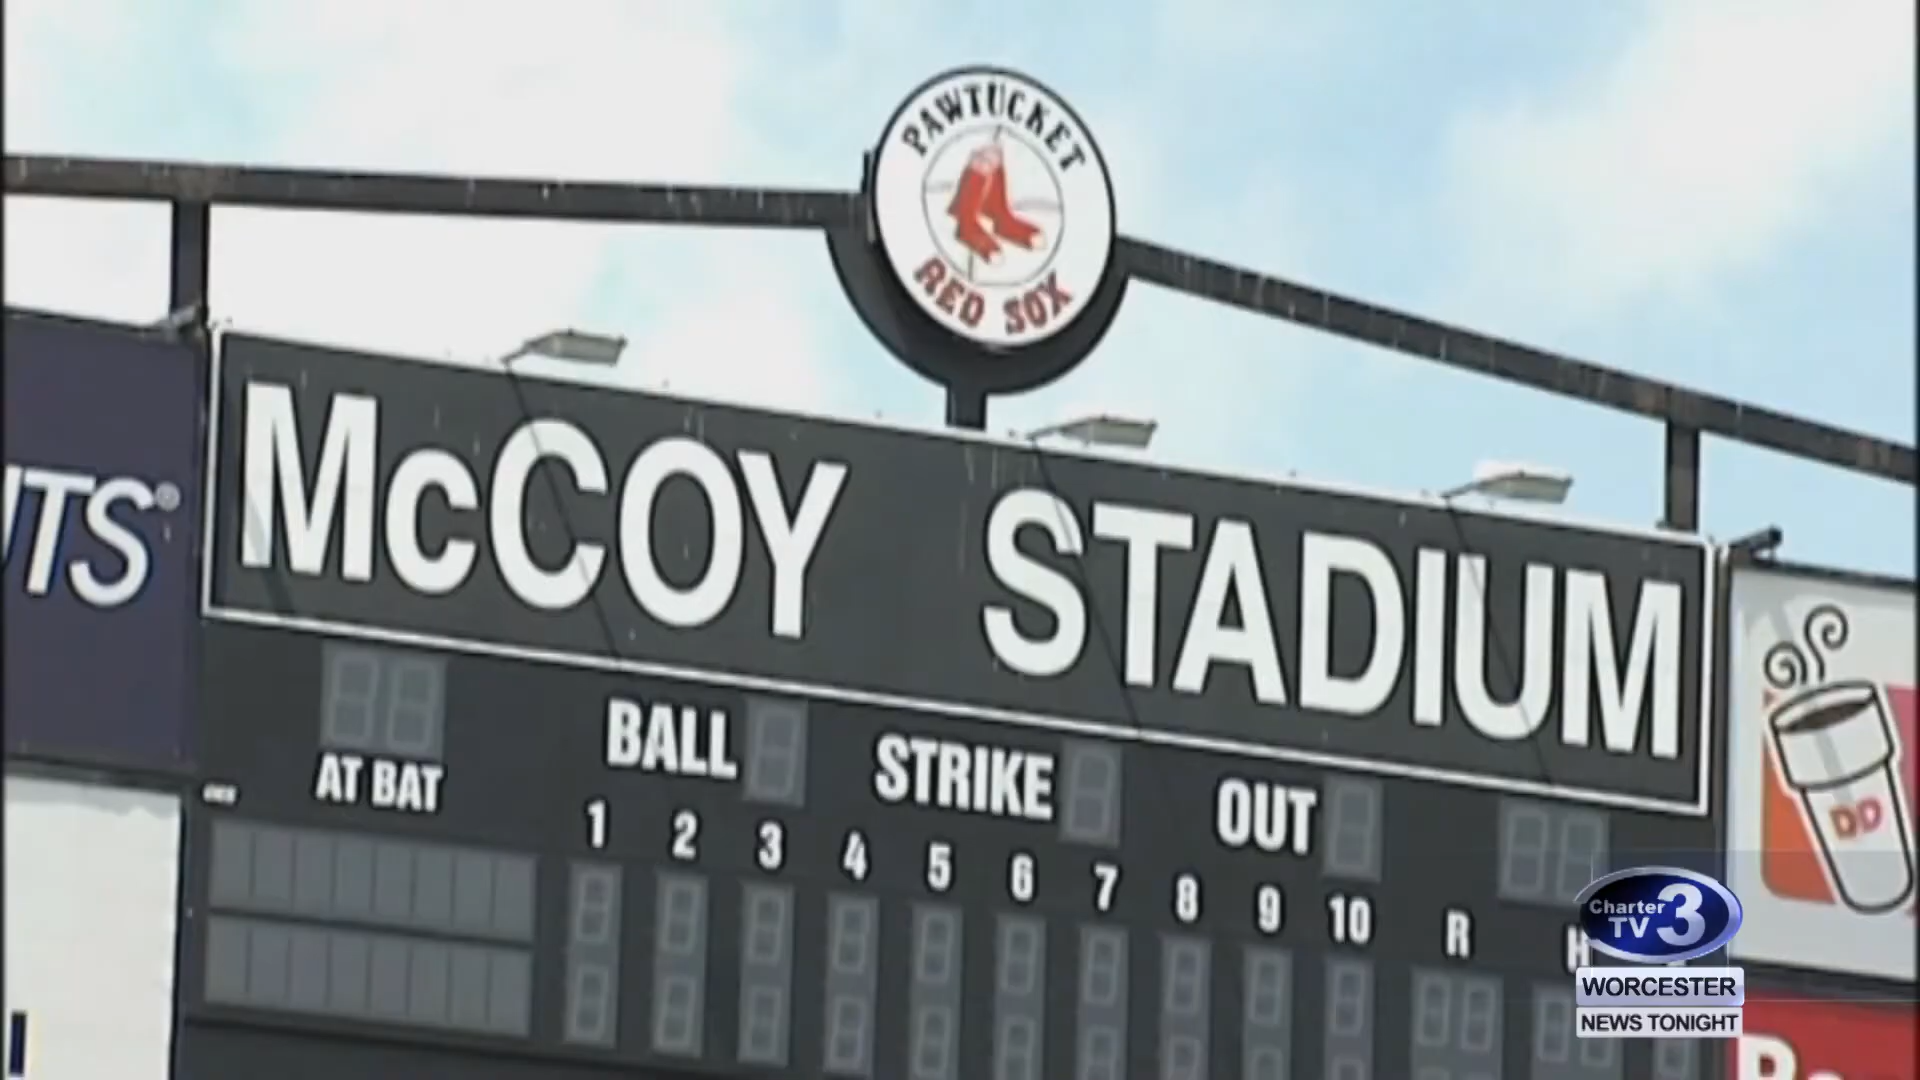 PAWTUCKET
RED SOX
McCOY STADIUM
UTS®
AT BAT
BALL
STRIKE
OUT
1 2 3 4 5 6 7 8 9 10 R H
DD
Charter
TV 3
WORCESTER
NEWS TONIGHT